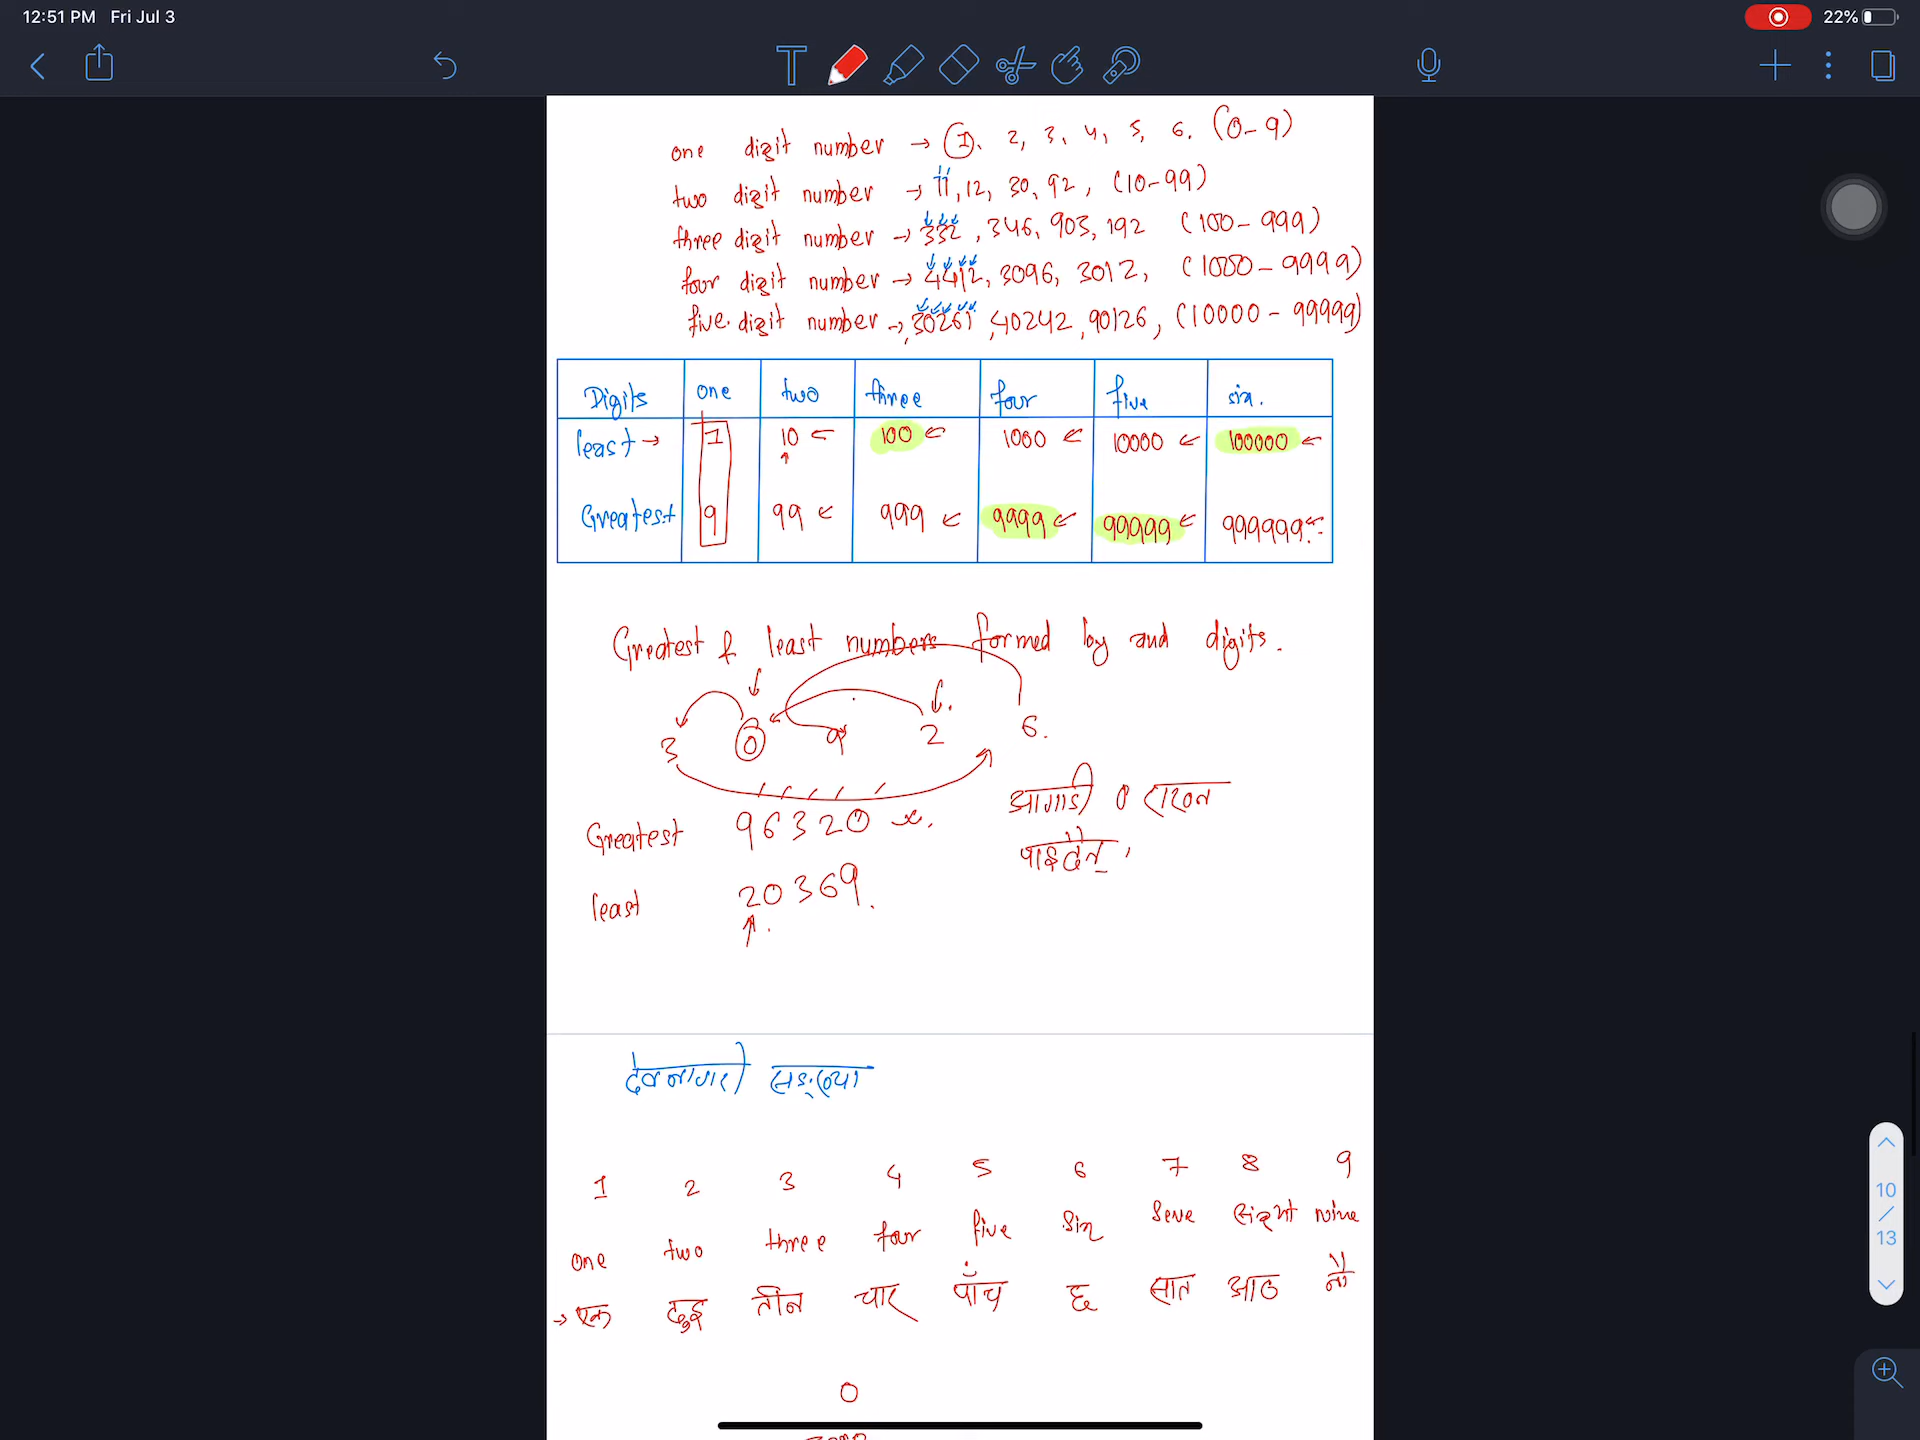 12:51 PM Fri Jul 3
22%
one digit number → 1, 2, 3, 4, 5, 6. (0-9)
two digit number → 11, 12, 30, 92, (10-99)
three digit number → 332, 346, 903, 192 (100-999)
four digit number → 4412, 3096, 3012, (1000-9999)
five digit number → 30261, 40242, 90126, (10000-99999)
Digits one two three four five six.
least → 1 10 100 1000 10000 100000
Greatest 9 99 999 9999 99999 999999
Greatest & least numbers formed by and digits.
3 0 9 2 6.
Greatest 96320
आगाडी 0 राख्न
पाइदैन्
least 20369.
देवनागरी सङ्ख्या
1 2 3 4 5 6 7 8 9
one two three four five six seve eight nine
→ एक दुइ तीन चार पाँच छ सात आठ नौ
0
10
/
13